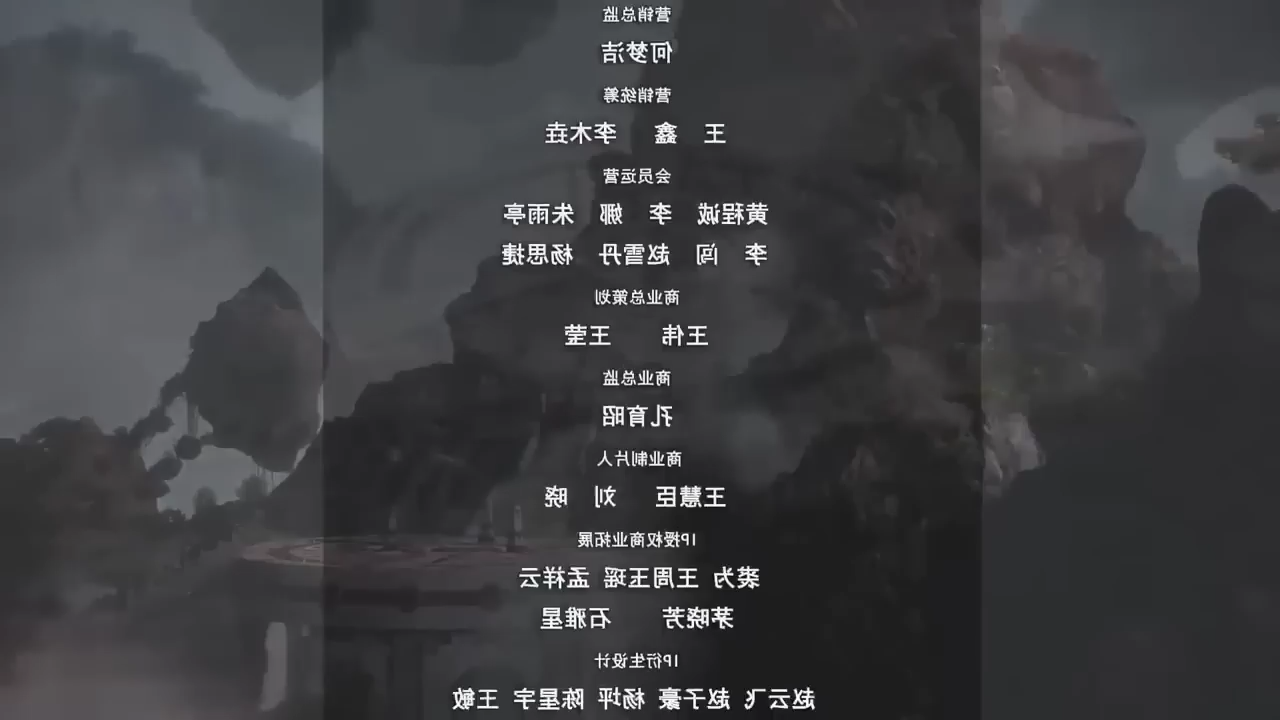 营销总监
何梦洁
营销统筹
王 鑫 李木垚
会员运营
黄程诚 李 娜 朱雨亭
李 闯 赵雪丹 杨思捷
商业总策划
王伟 王莹
商业总监
孔育昭
商业制片人
王慧臣 刘 晓
IP授权商业拓展
裘为 王周玉瑶 孟祥云
茅晓芳 石雅星
IP衍生设计
赵云飞 赵子豪 杨坪 陈星宇 王敏